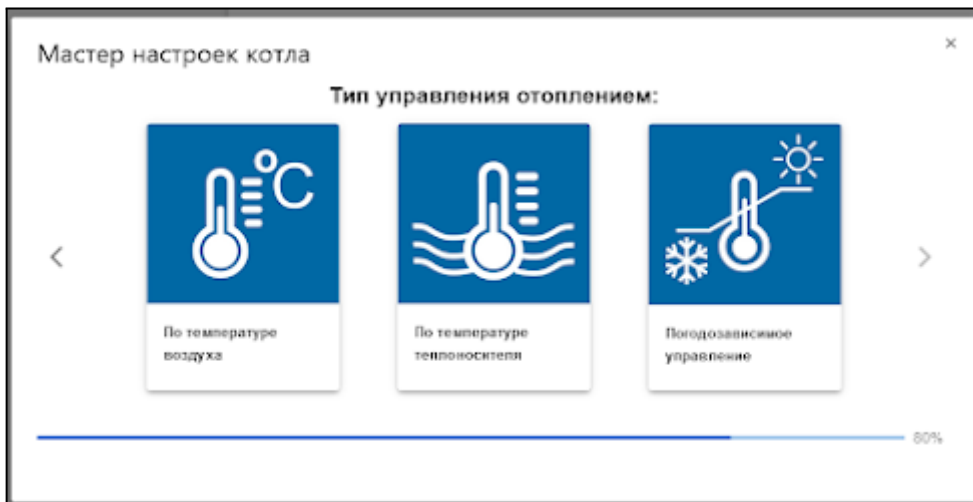 Мастер настроек котла
×
Тип управления отоплением:
°C
По температуре
воздуха
По температуре
теплоносителя
Погодозависимое
управление
80%